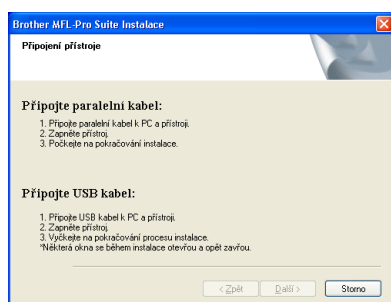 Brother MFL-Pro Suite Instalace
Připojení přístroje
Připojte paralelní kabel:
1. Připojte paralelní kabel k PC a přístroji.
2. Zapněte přístroj.
3. Počkejte na pokračování instalace.
Připojte USB kabel:
1. Připojte USB kabel k PC a přístroji.
2. Zapněte přístroj.
3. Vyčkejte na pokračování procesu instalace.
*Některá okna se během instalace otevřou a opět zavřou.
< Zpět Další > Storno